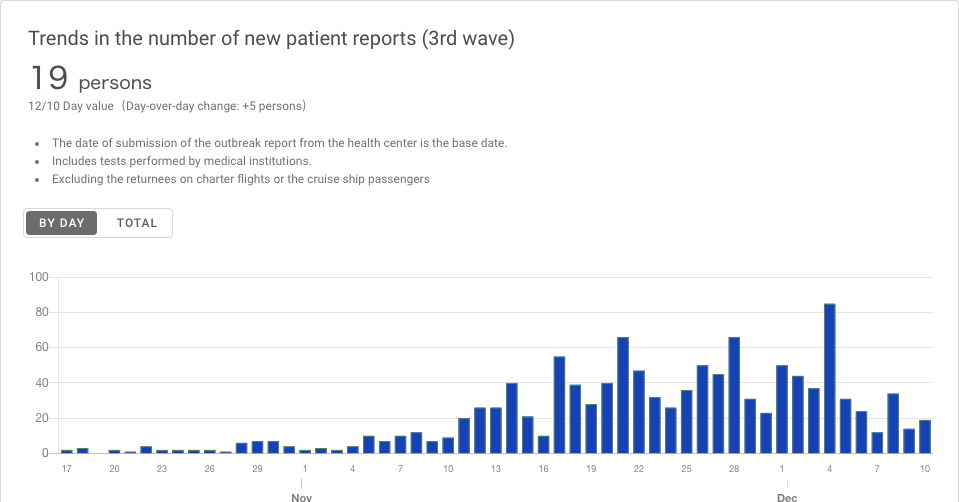 Trends in the number of new patient reports (3rd wave)
19 persons
12/10 Day value（Day-over-day change: +5 persons）
• The date of submission of the outbreak report from the health center is the base date.
• Includes tests performed by medical institutions.
• Excluding the returnees on charter flights or the cruise ship passengers
BY DAY TOTAL
100
80
60
40
20
0
17 20 23 26 29 1 4 7 10 13 16 19 22 25 28 1 4 7 10
Nov Dec